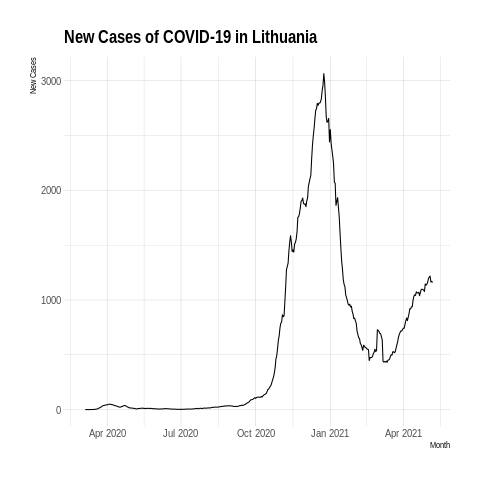 New Cases of COVID-19 in Lithuania
New Cases
3000
2000
1000
0
Apr 2020 Jul 2020 Oct 2020 Jan 2021 Apr 2021
Month